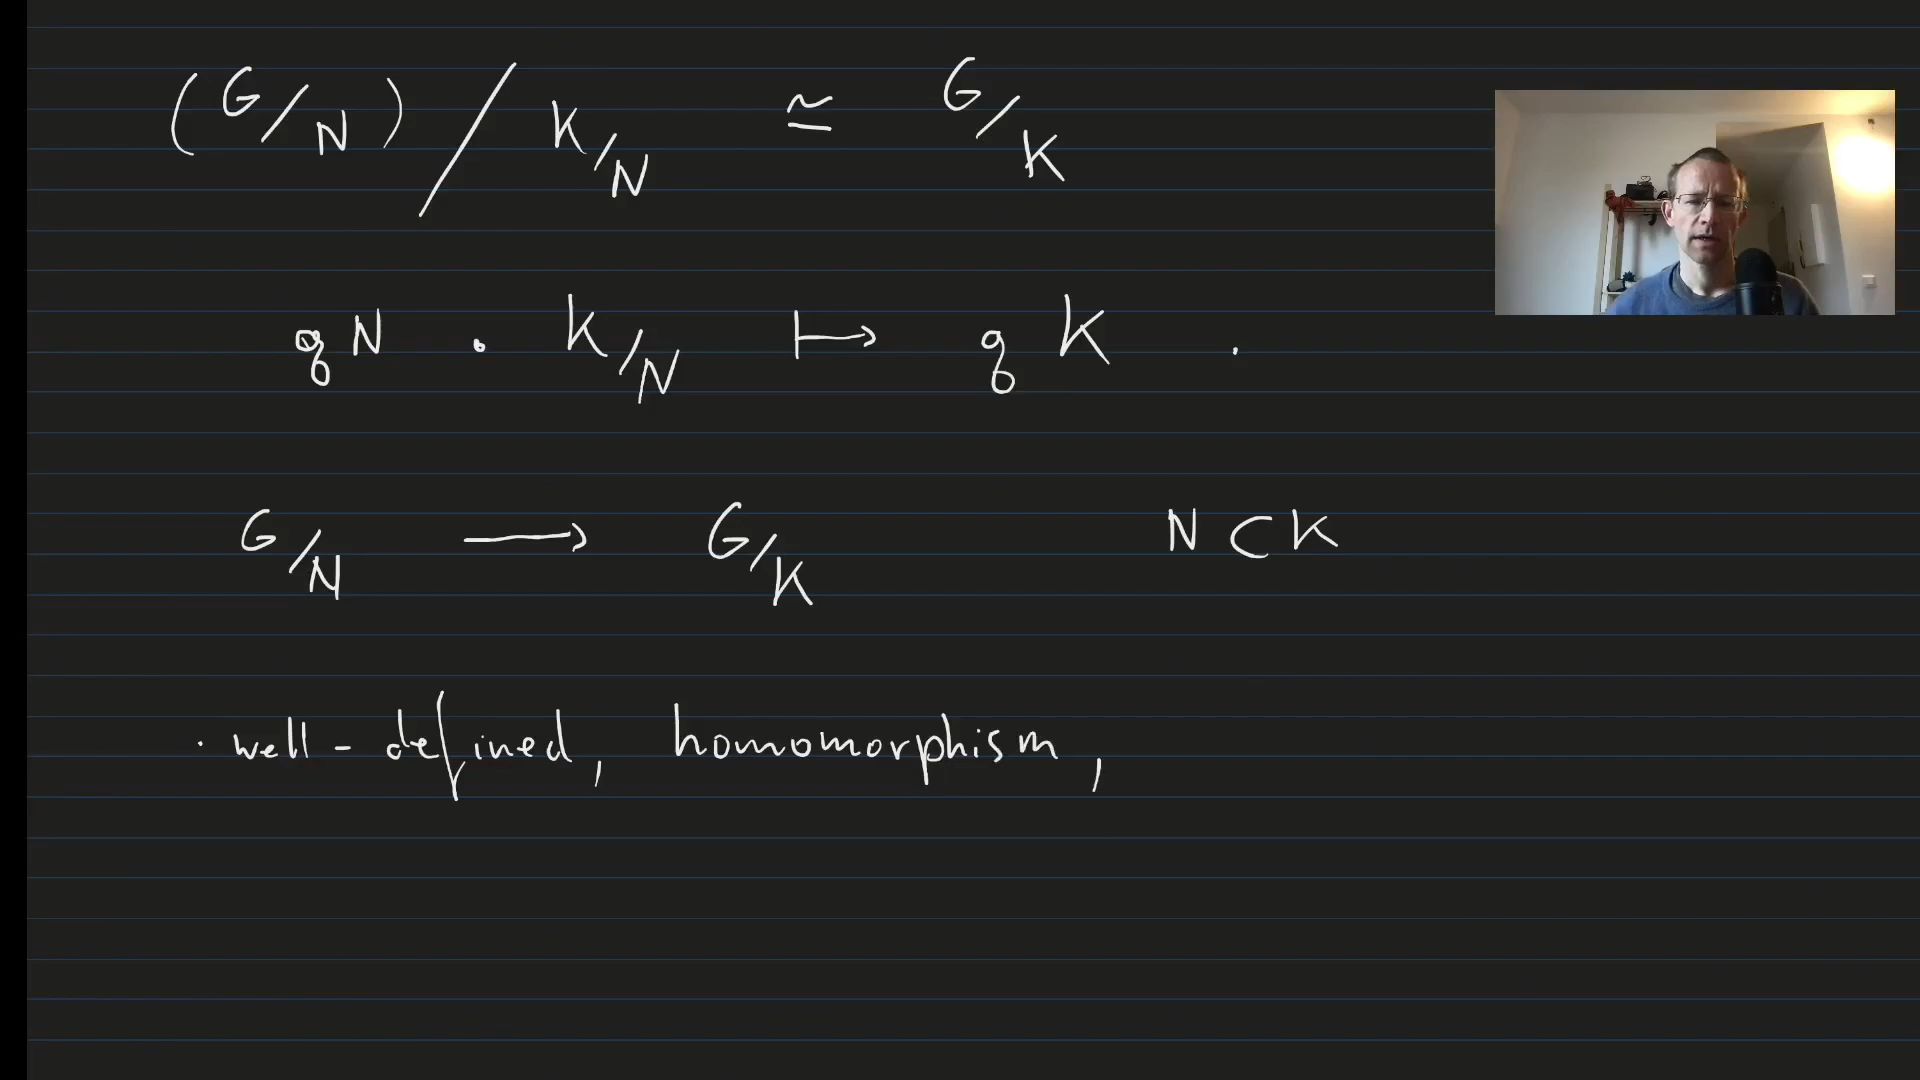 (G/N) / K/N ≅ G/K
gN · K/N ↦ gK .
G/N → G/K N ⊂ K
· well-defined, homomorphism,